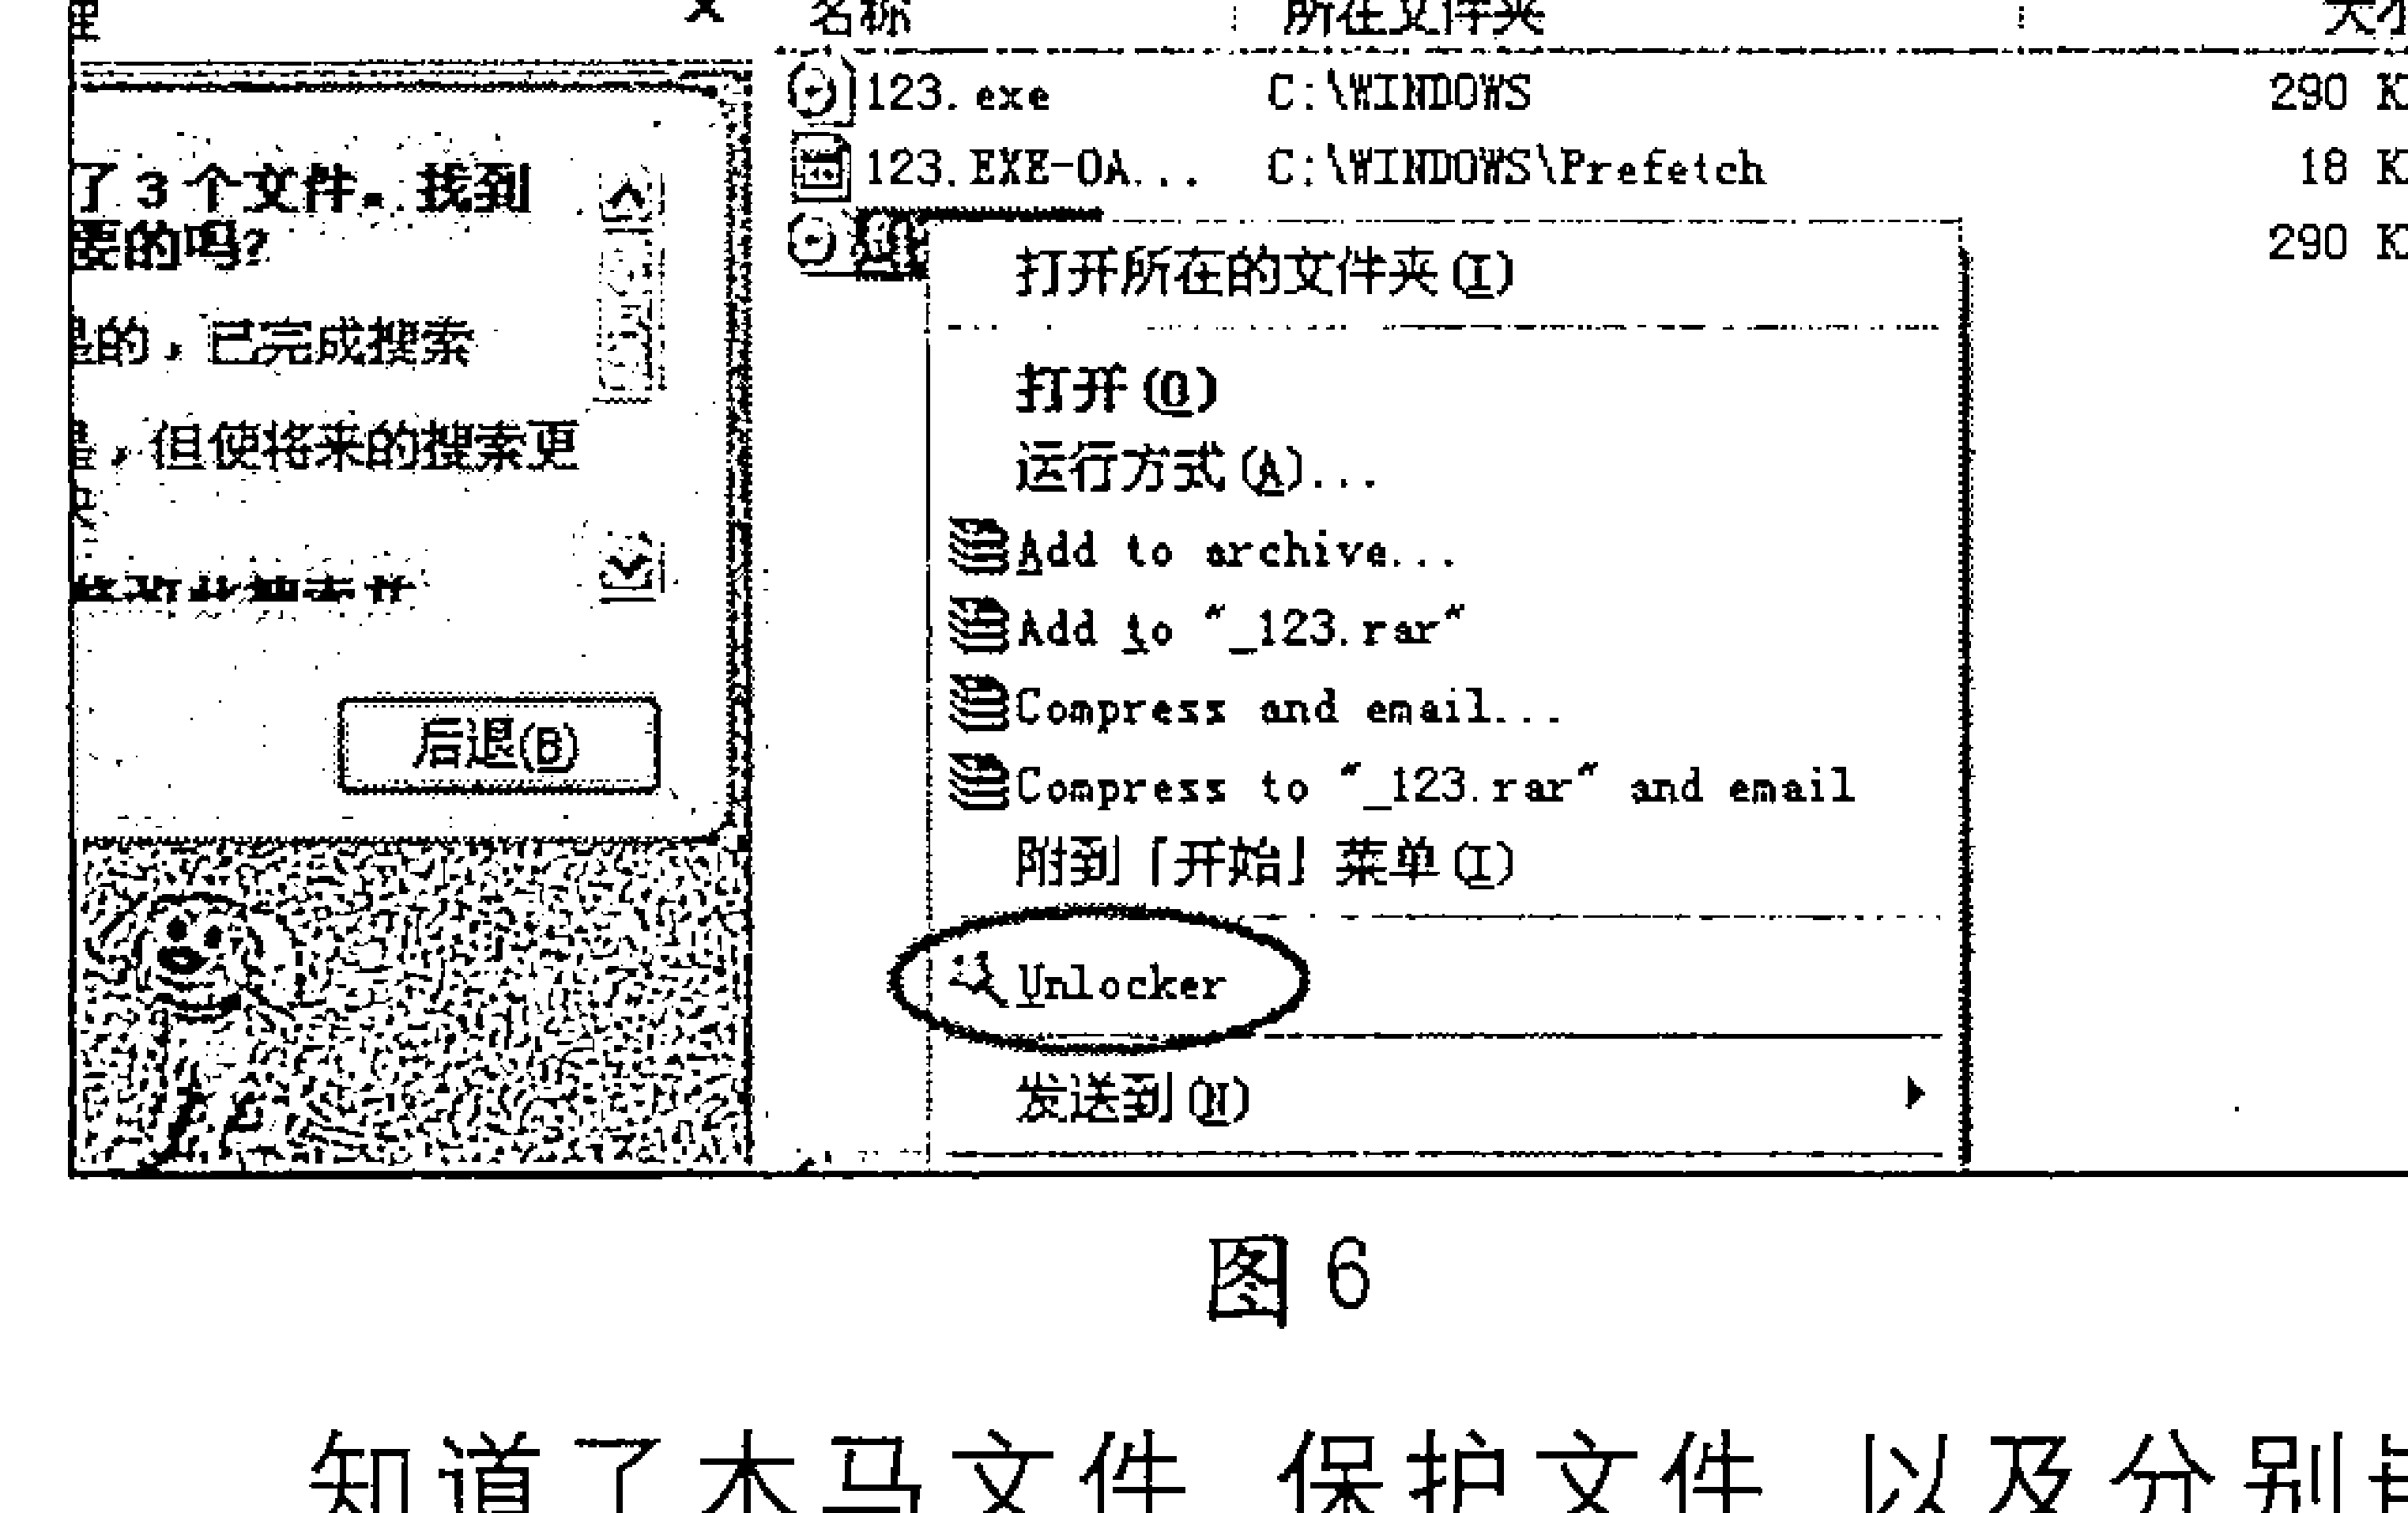 名称 所在文件夹 大小
123.exe C:\WINDOWS 290 K
123.EXE-0A... C:\WINDOWS\Prefetch 18 K
290 K
了 3 个文件。找到
要的吗?
是的，已完成搜索
是，但使将来的搜索更
后退(B)
打开所在的文件夹(I)
打开(O)
运行方式(A)...
Add to archive...
Add to "_123.rar"
Compress and email...
Compress to "_123.rar" and email
附到「开始」菜单(I)
Unlocker
发送到(N)
图 6
知道了木马文件 保护文件 以及分别